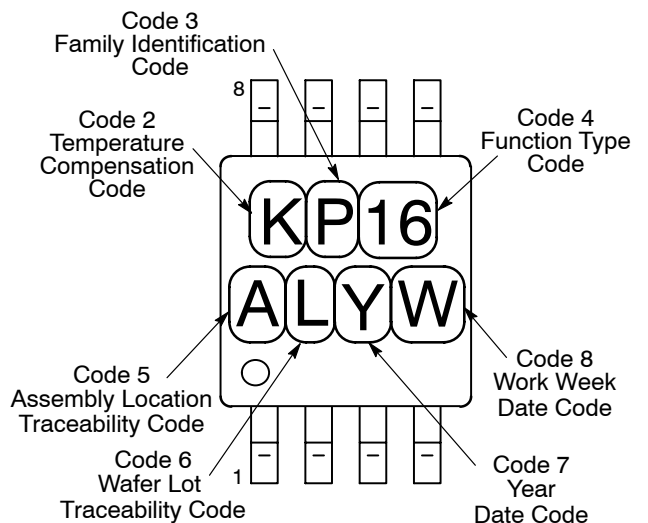 Code 3
Family Identification
Code
8
Code 2
Temperature
Compensation
Code
Code 4
Function Type
Code
KP16
ALYW
Code 5
Assembly Location
Traceability Code
Code 8
Work Week
Date Code
Code 6
Wafer Lot
Traceability Code
1
Code 7
Year
Date Code